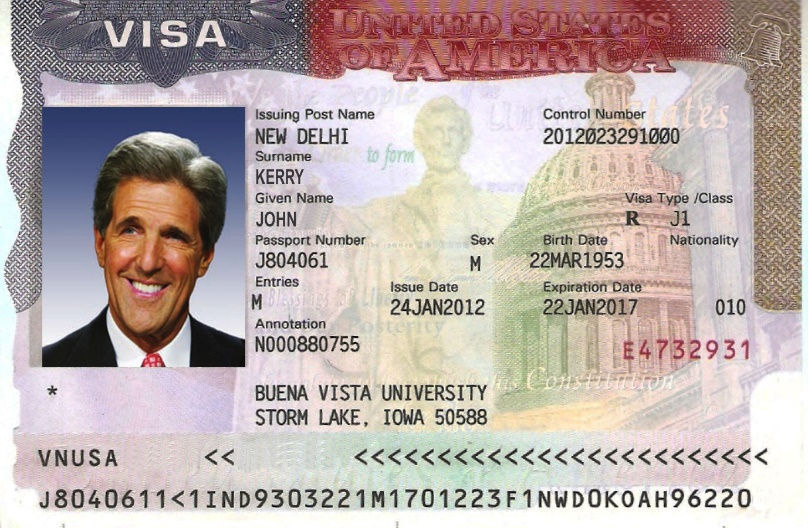 VISA
UNITED STATES
OF AMERICA
Issuing Post Name Control Number
NEW DELHI 2012023291000
Surname
KERRY
Given Name Visa Type /Class
JOHN R J1
Passport Number Sex Birth Date Nationality
J804061 M 22MAR1953
Entries Issue Date Expiration Date
M 24JAN2012 22JAN2017 010
Annotation
N000880755
E4732931
* BUENA VISTA UNIVERSITY
STORM LAKE, IOWA 50588
VNUSA << <<<<<<<<<<<<<<<<<<<<<<<<<<
J8040611<1IND9303221M1701223F1NWD0K0AH96220